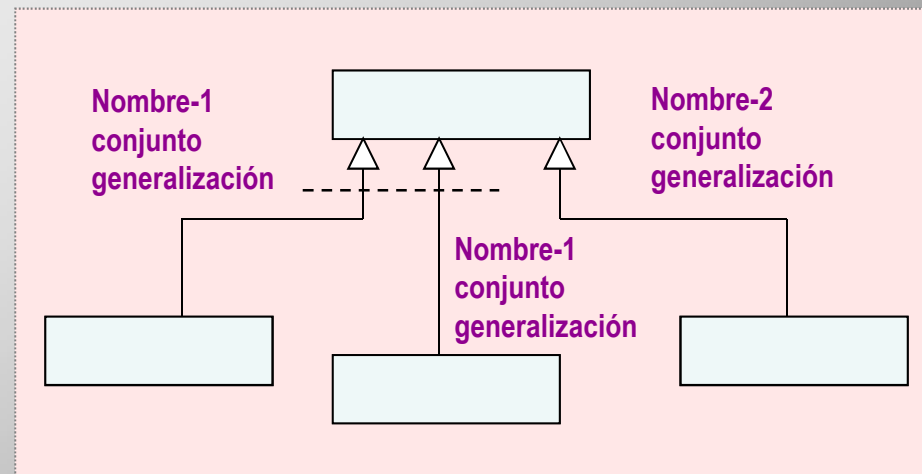 Nombre-1
conjunto
generalización
Nombre-2
conjunto
generalización
Nombre-1
conjunto
generalización